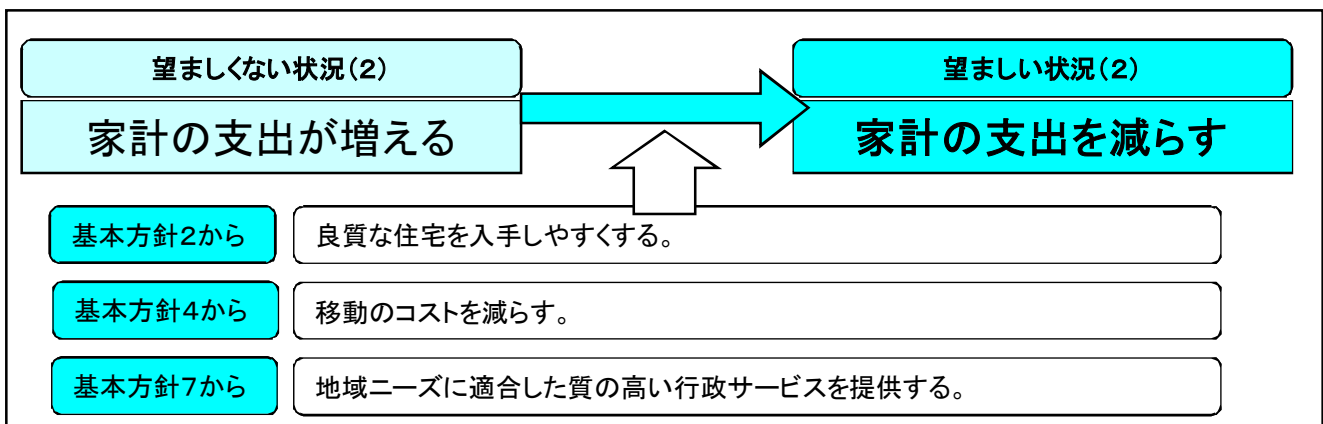 望ましくない状況（２）
望ましい状況（２）
家計の支出が増える
家計の支出を減らす
基本方針２から
良質な住宅を入手しやすくする。
基本方針４から
移動のコストを減らす。
基本方針７から
地域ニーズに適合した質の高い行政サービスを提供する。